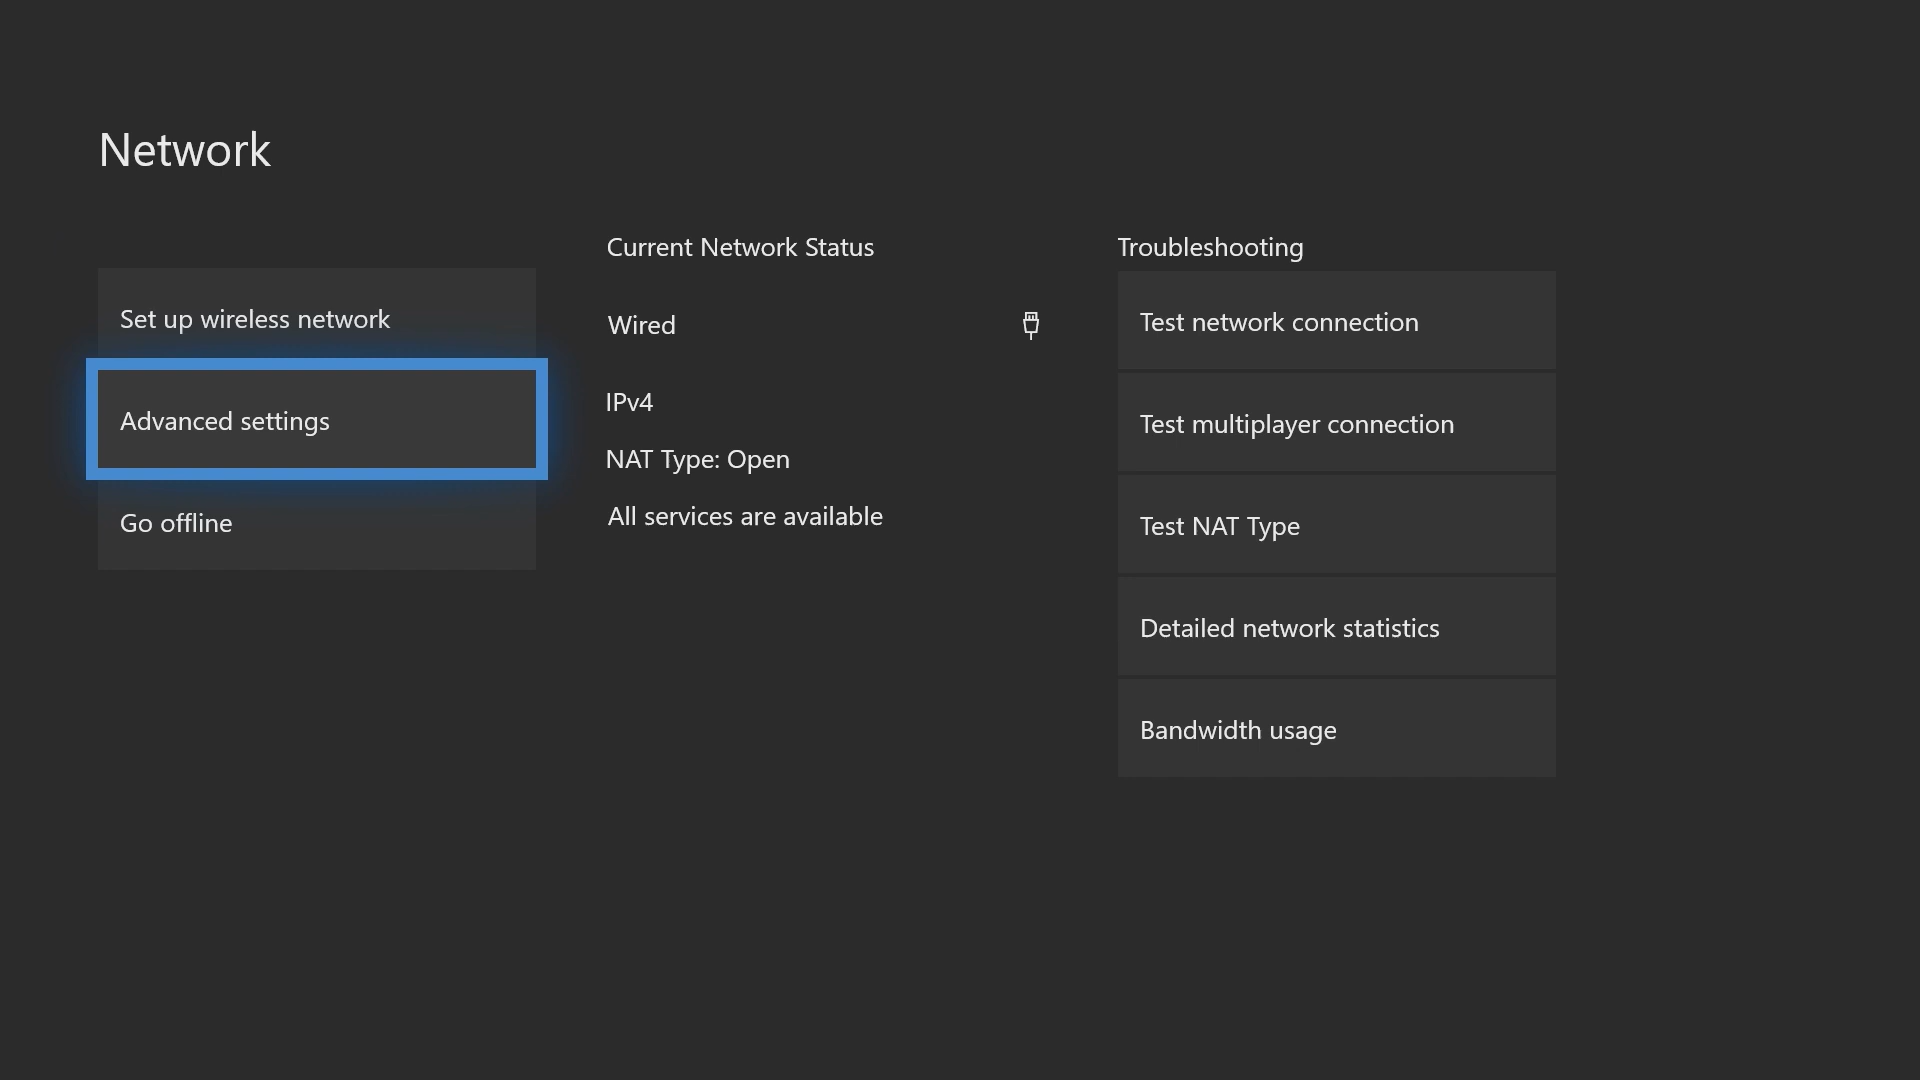 Network
Set up wireless network
Advanced settings
Go offline
Current Network Status
Wired
IPv4
NAT Type: Open
All services are available
Troubleshooting
Test network connection
Test multiplayer connection
Test NAT Type
Detailed network statistics
Bandwidth usage